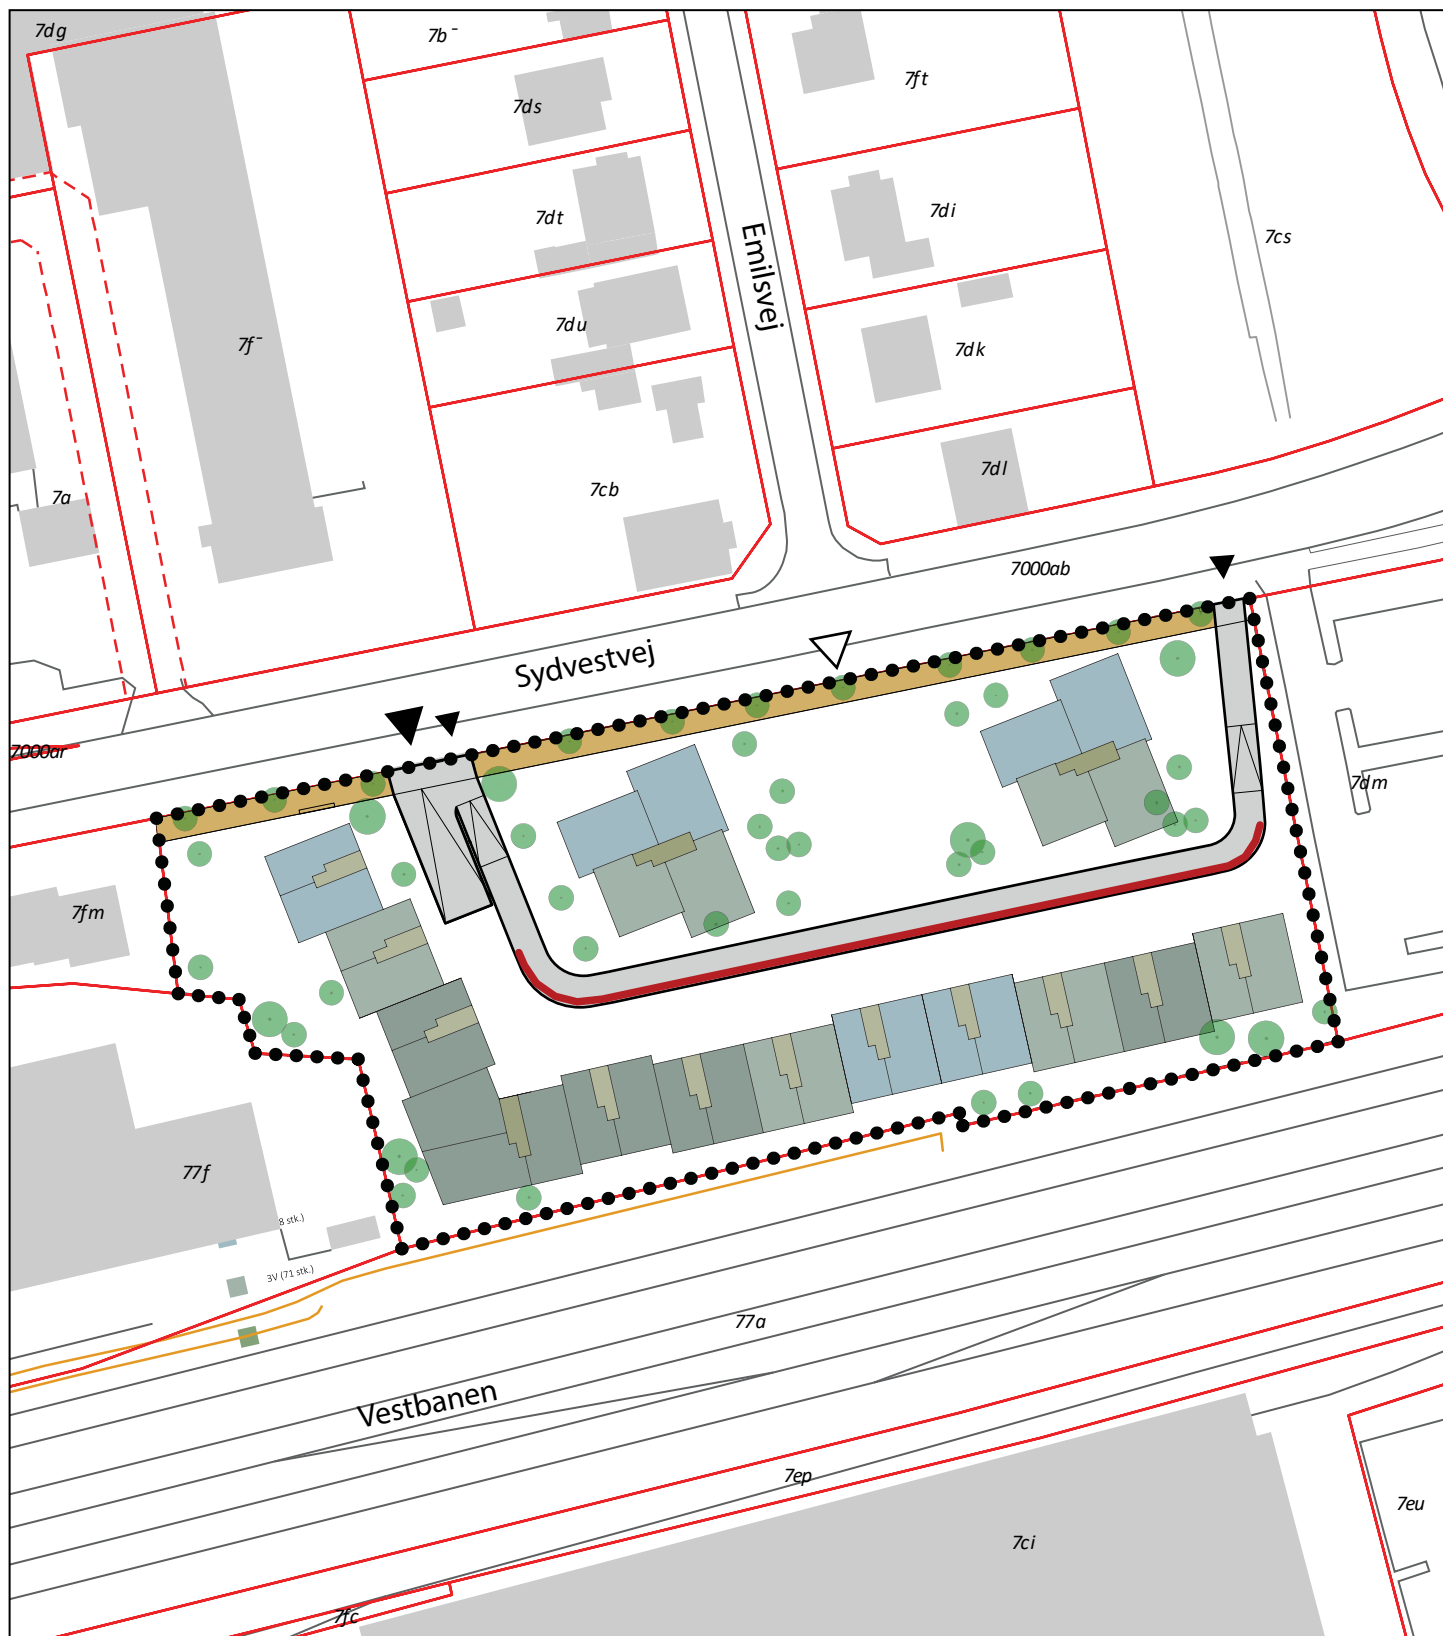 7dg
7b-
7ds
7ft
7dt
7di
7cs
Emilsvej
7du
7f-
7dk
7dl
7a
7cb
7000ab
Sydvestvej
7000ar
7dm
7fm
77f
8 stk.)
3V (71 stk.)
77a
Vestbanen
7ep
7eu
7ci
7fc